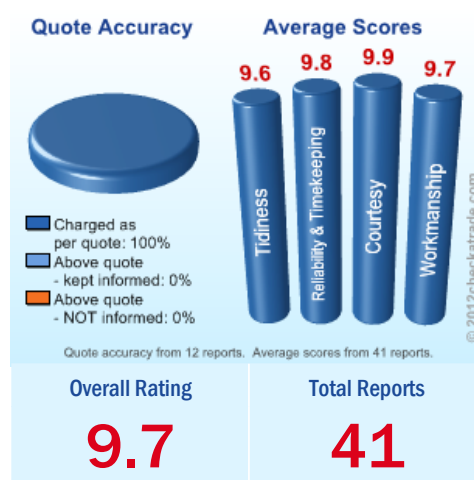 Quote Accuracy
Charged as
per quote: 100%
Above quote
- kept informed: 0%
Above quote
- NOT informed: 0%
Average Scores
9.6
9.8
9.9
9.7
Tidiness
Reliability & Timekeeping
Courtesy
Workmanship
© 2012checkatrade.com
Quote accuracy from 12 reports. Average scores from 41 reports.
Overall Rating
9.7
Total Reports
41